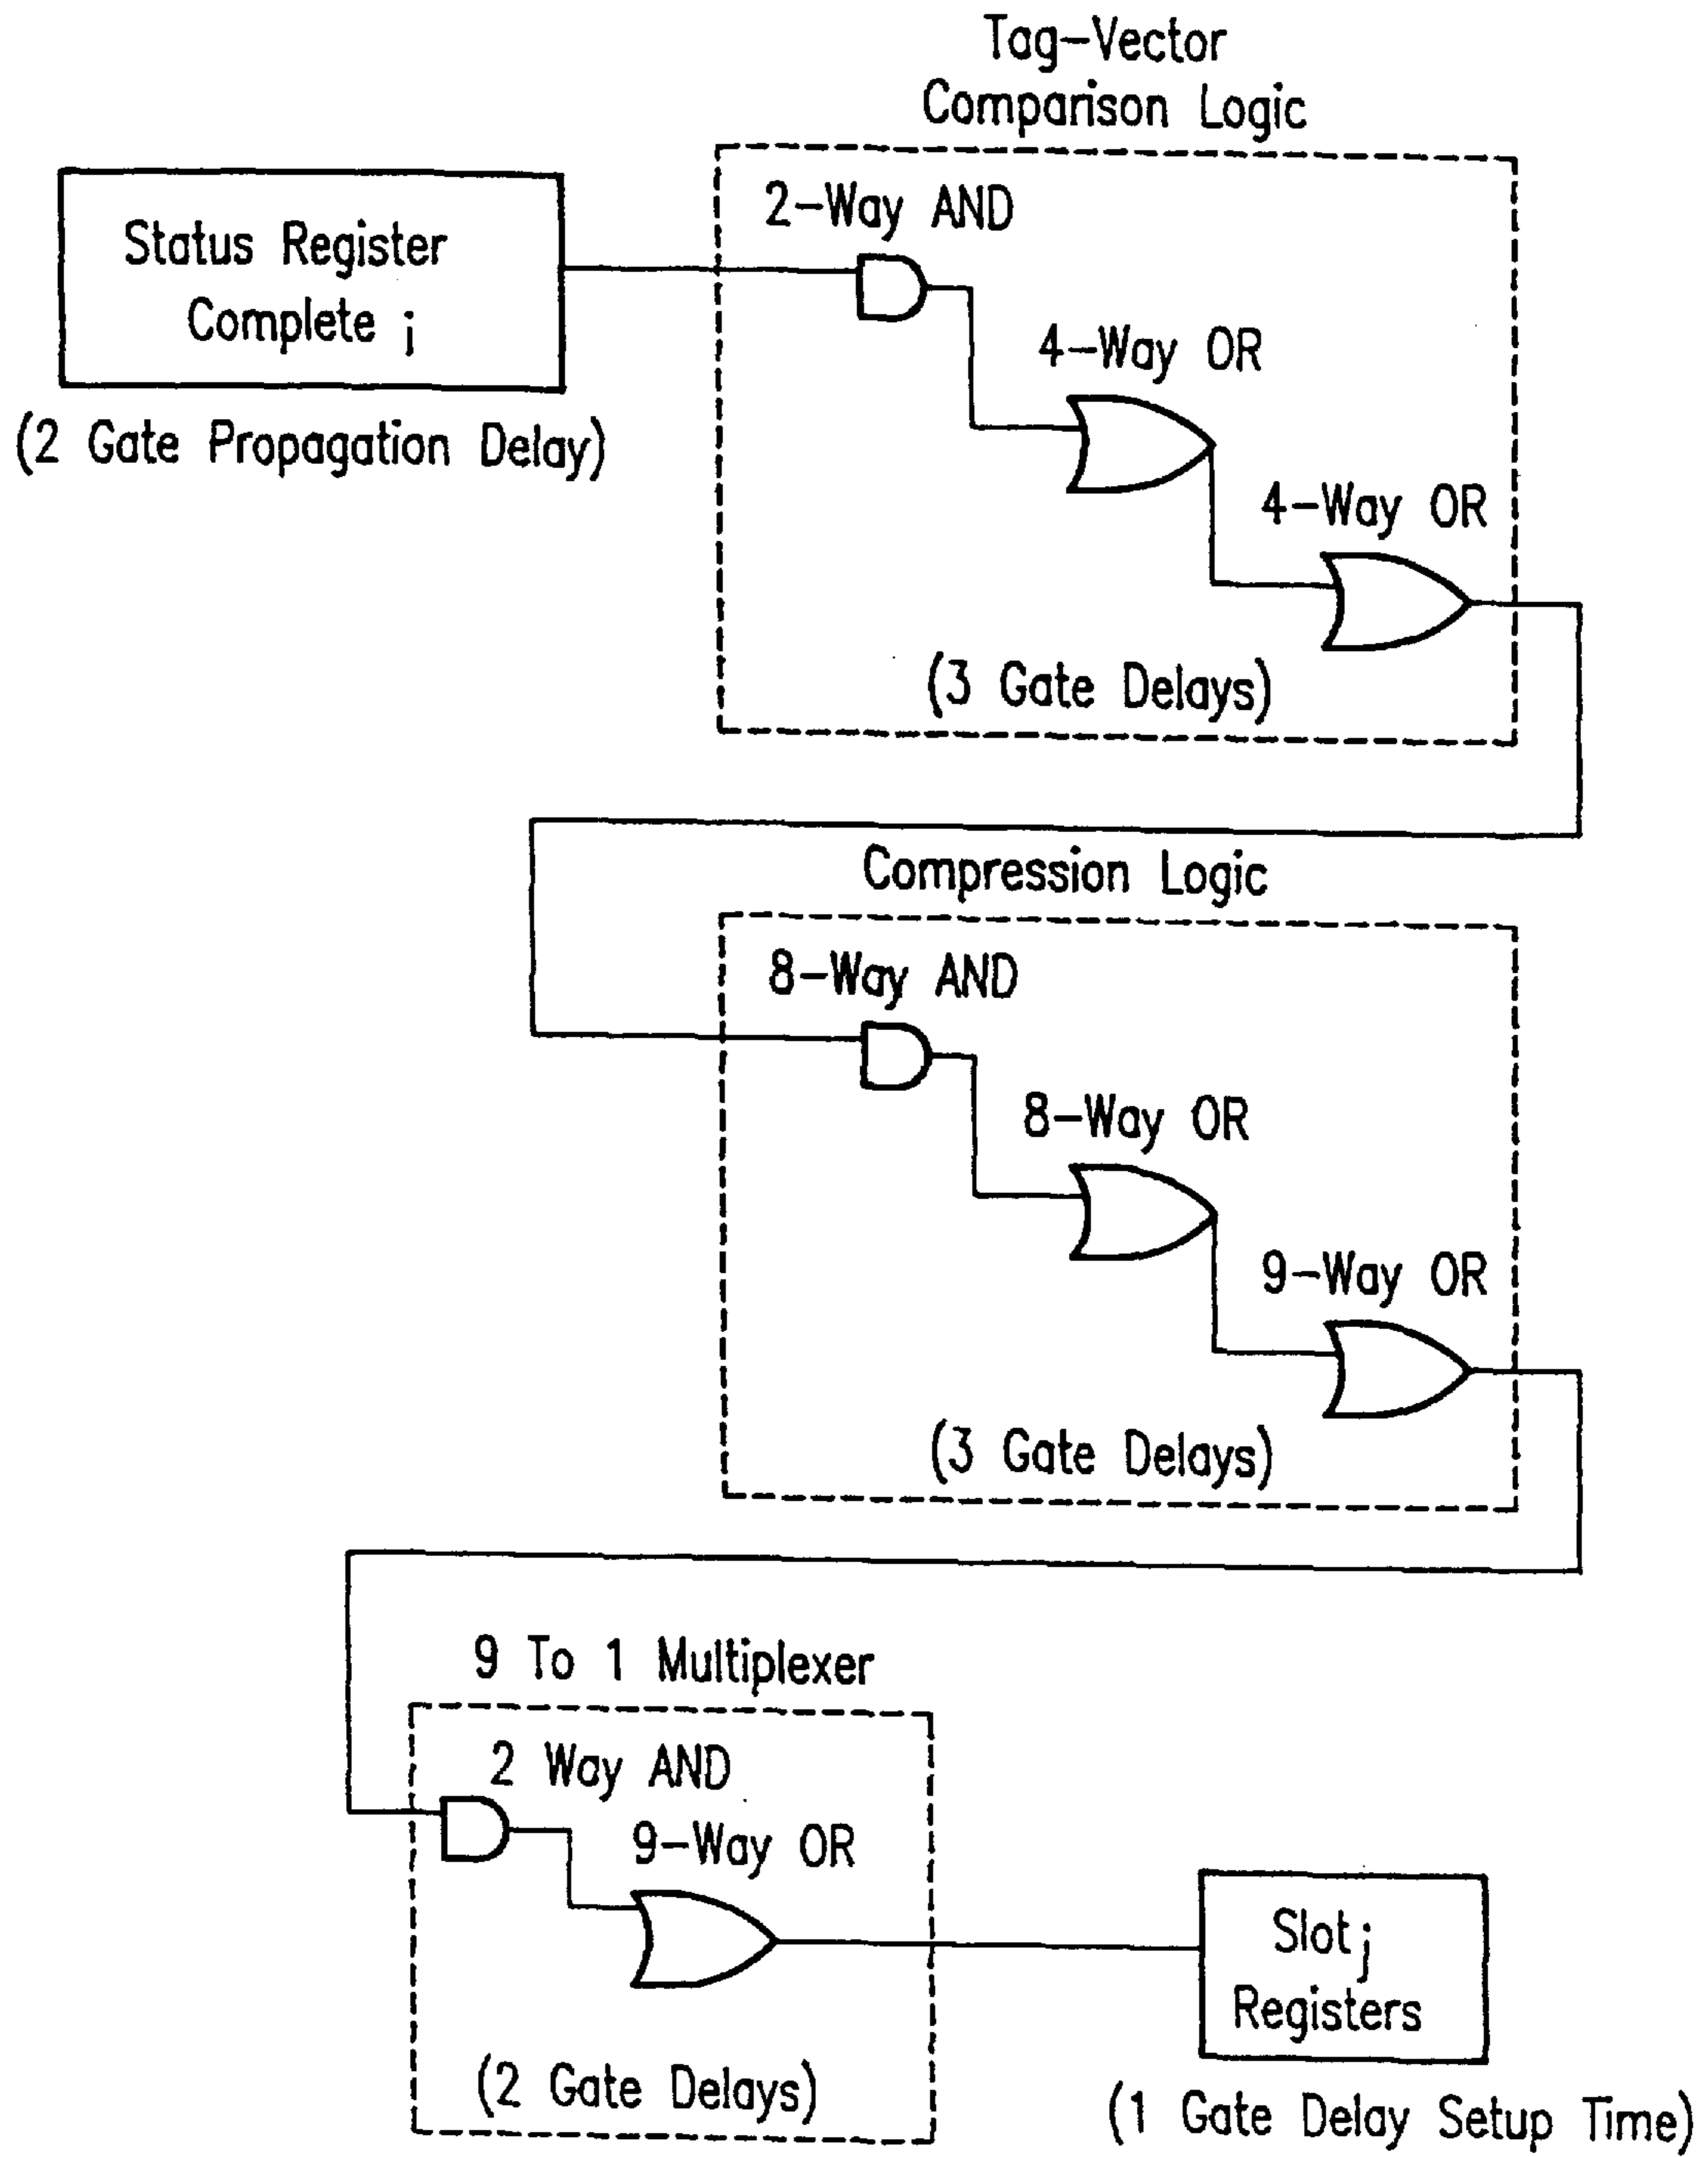 Tag-Vector
Comparison Logic
2-Way AND
Status Register
Complete j
4-Way OR
(2 Gate Propagation Delay)
4-Way OR
(3 Gate Delays)
Compression Logic
8-Way AND
8-Way OR
9-Way OR
(3 Gate Delays)
9 To 1 Multiplexer
2 Way AND
9-Way OR
Slot j
Registers
(2 Gate Delays)
(1 Gate Delay Setup Time)